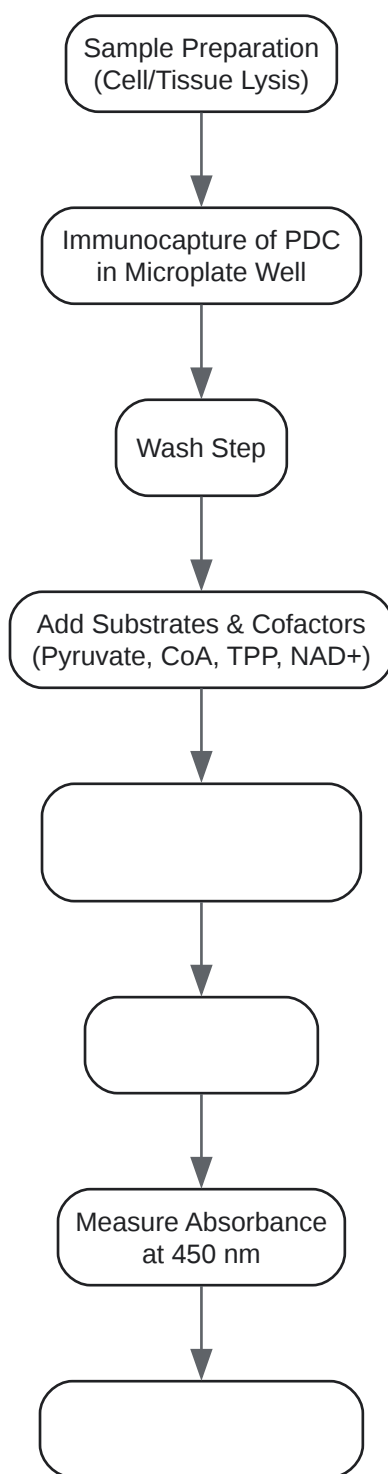 Sample Preparation
(Cell/Tissue Lysis)
Immunocapture of PDC
in Microplate Well
Wash Step
Add Substrates & Cofactors
(Pyruvate, CoA, TPP, NAD+)
Measure Absorbance
at 450 nm